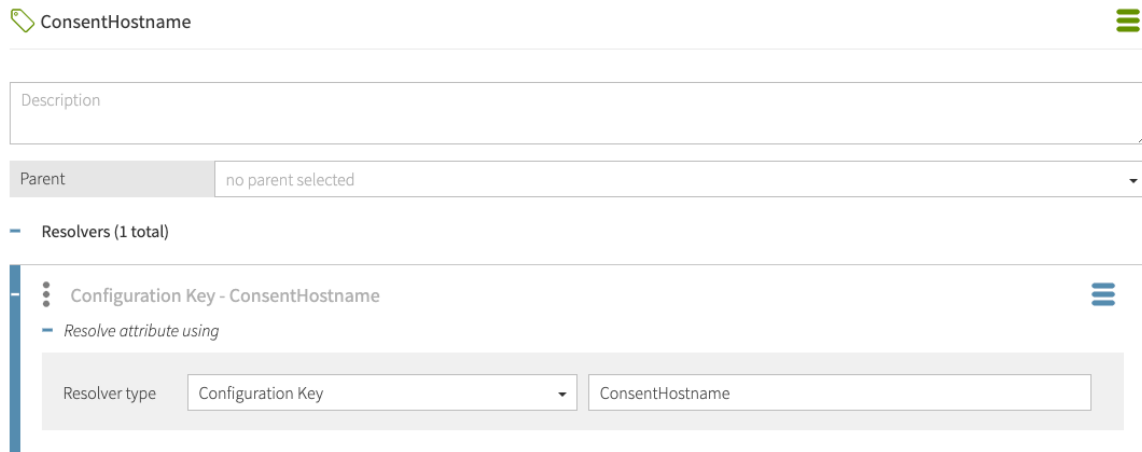 ConsentHostname
Description
Parent no parent selected
Resolvers (1 total)
Configuration Key - ConsentHostname
Resolve attribute using
Resolver type Configuration Key ConsentHostname